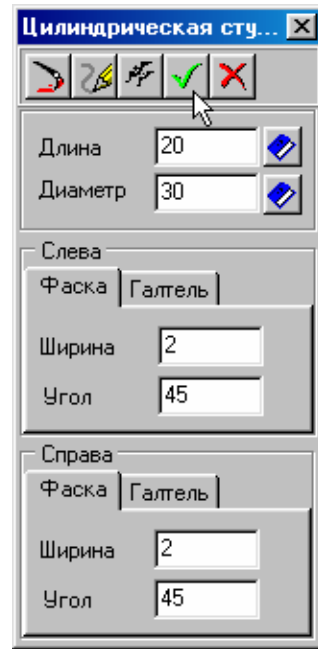 Цилиндрическая сту...
Длина 20
Диаметр 30
Слева
Фаска Галтель
Ширина 2
Угол 45
Справа
Фаска Галтель
Ширина 2
Угол 45